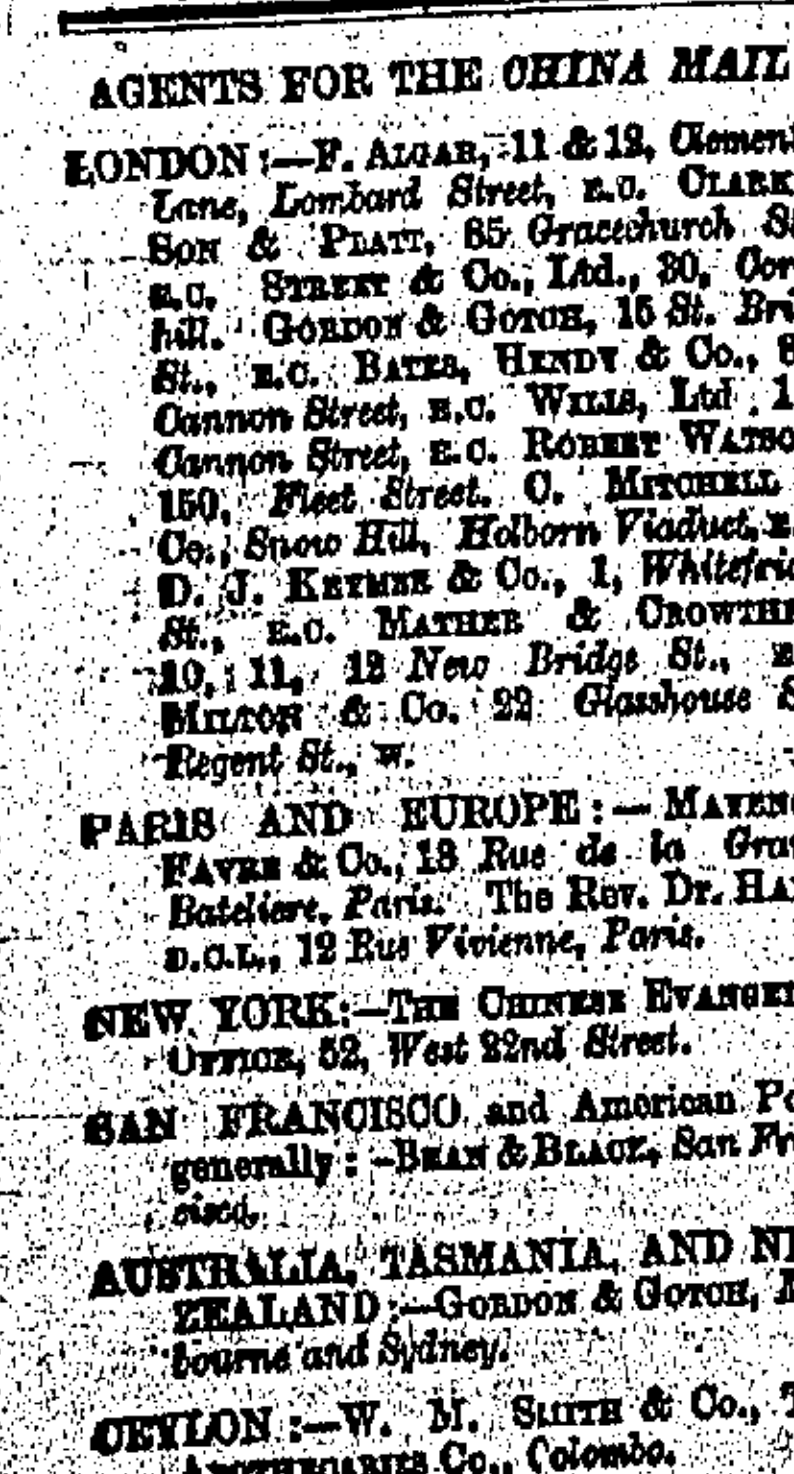 AGENTS FOR THE CHINA MAIL
LONDON :—F. ALGAR, 11 & 12, Clement
Lane, Lombard Street, E.C. CLARK
SON & PLATT, 85 Gracechurch St
E.C. STREET & Co., Ltd., 30, Cor
hill. GORDON & GOTCH, 15 St. Bri
St., E.C. BATES, HENDY & Co.,
Cannon Street, E.C. WILLS, Ltd. 1
Cannon Street, E.C. ROBERT WATSO
150, Fleet Street. C. MITCHELL
Co., Snow Hill, Holborn Viaduct, E.
D. J. KEYMER & Co., 1, Whitefria
St., E.C. MATHER & CROWTHE
10, 11, 12 New Bridge St., E
MILTON & Co. 22 Glasshouse S
Regent St., W.
PARIS AND EUROPE :— MAYENC
FAVRE & Co., 18 Rue de la Gra
Bateliere, Paris. The Rev. Dr. HA
D.C.L., 12 Rue Vivienne, Paris.
NEW YORK:—THE CHINESE EVANGE
OFFICE, 52, West 22nd Street.
SAN FRANCISCO and American Po
generally : -BEAN & BLACK, San Fr
cisco.
AUSTRALIA, TASMANIA, AND NE
ZEALAND :—GORDON & GOTCH, M
bourne and Sydney.
CEYLON :—W. M. SMITH & Co., T
APOTHECARIES Co., Colombo.